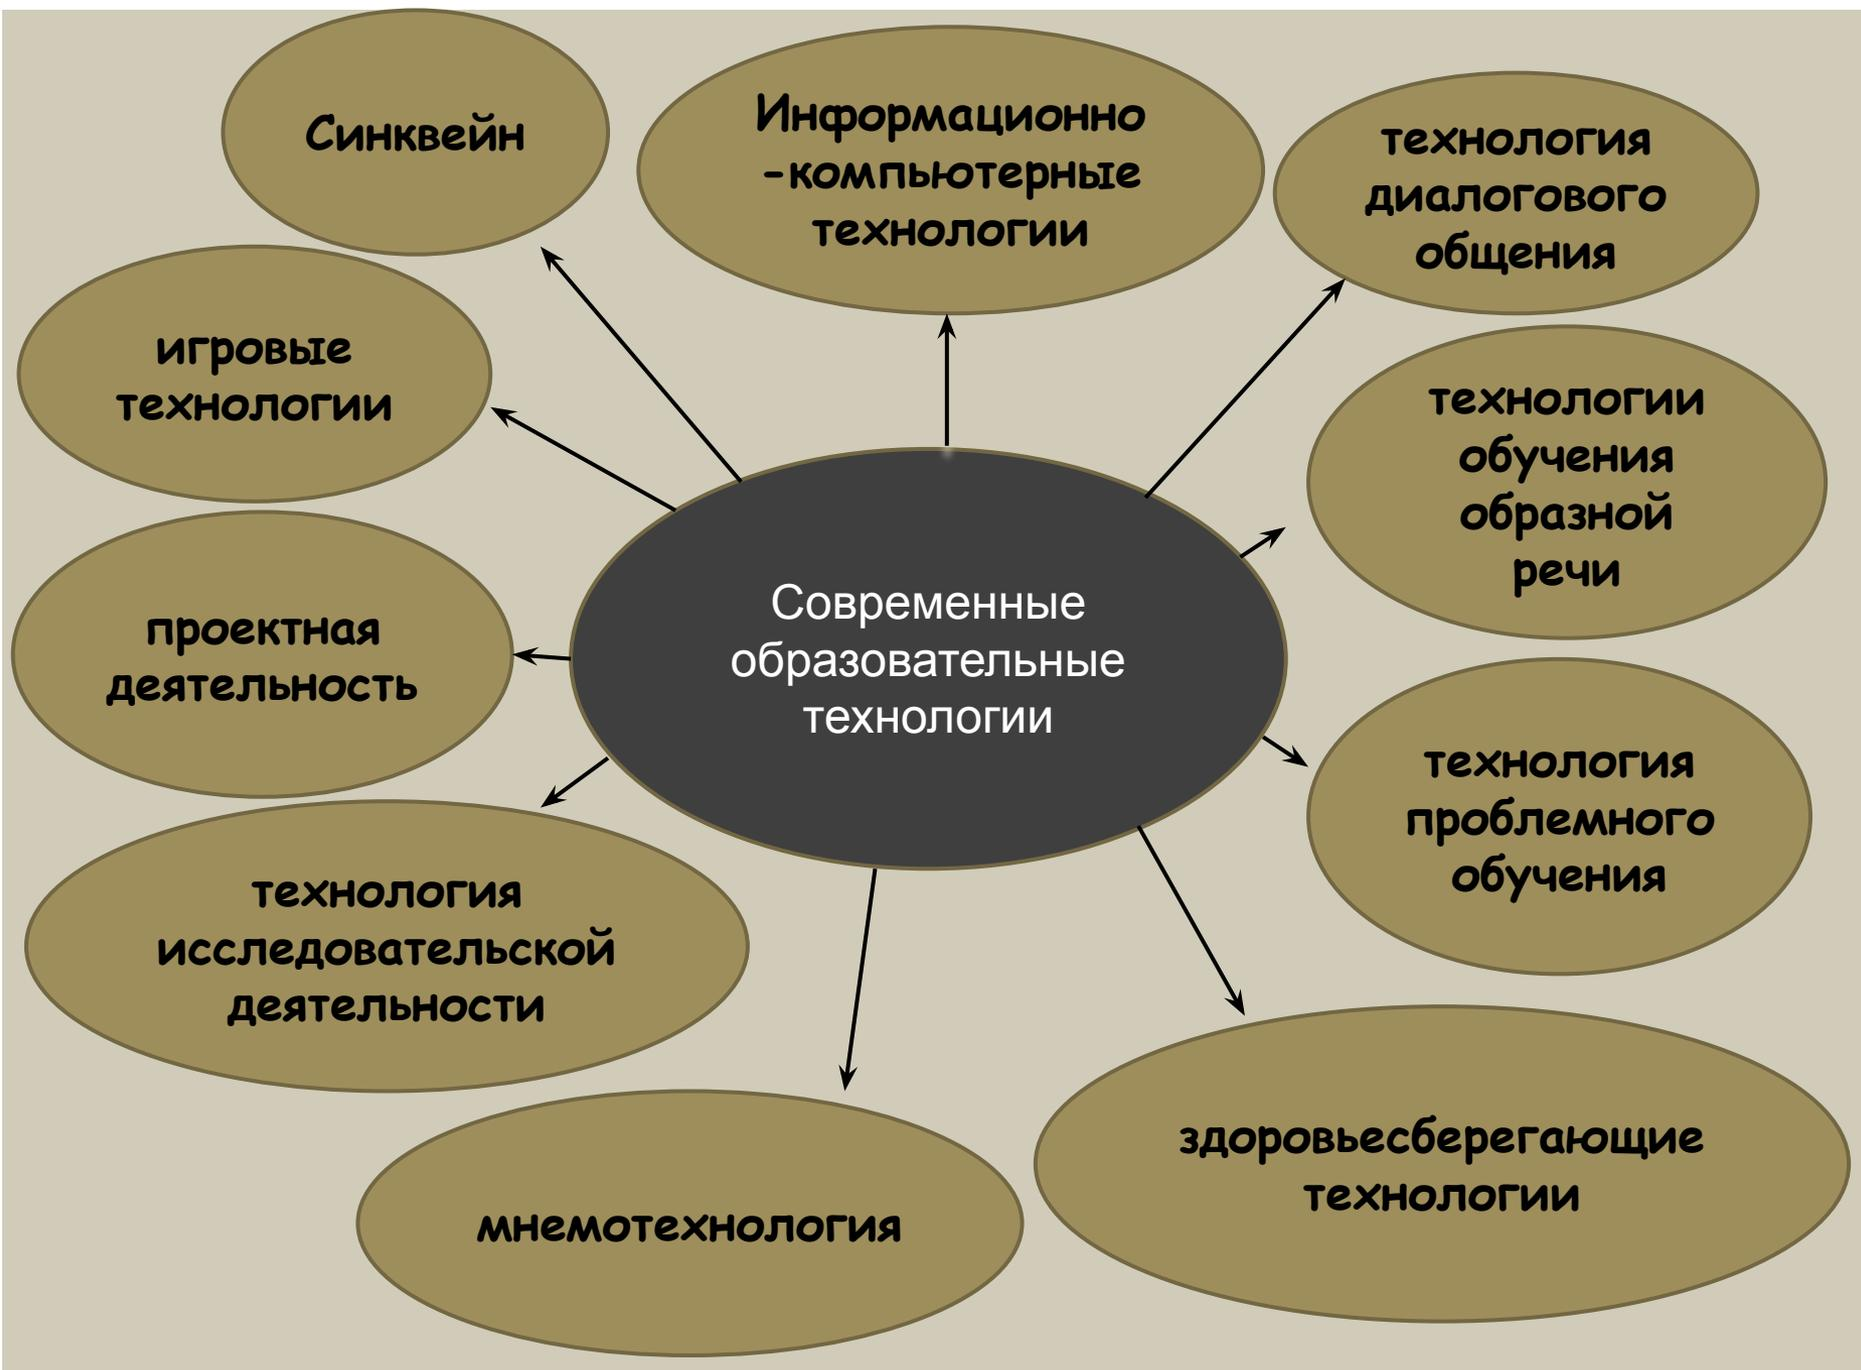 Синквейн
Информационно
-компьютерные
технологии
технология
диалогового
общения
игровые
технологии
технологии
обучения
образной
речи
проектная
деятельность
Современные
образовательные
технологии
технология
проблемного
обучения
технология
исследовательской
деятельности
мнемотехнология
здоровьесберегающие
технологии